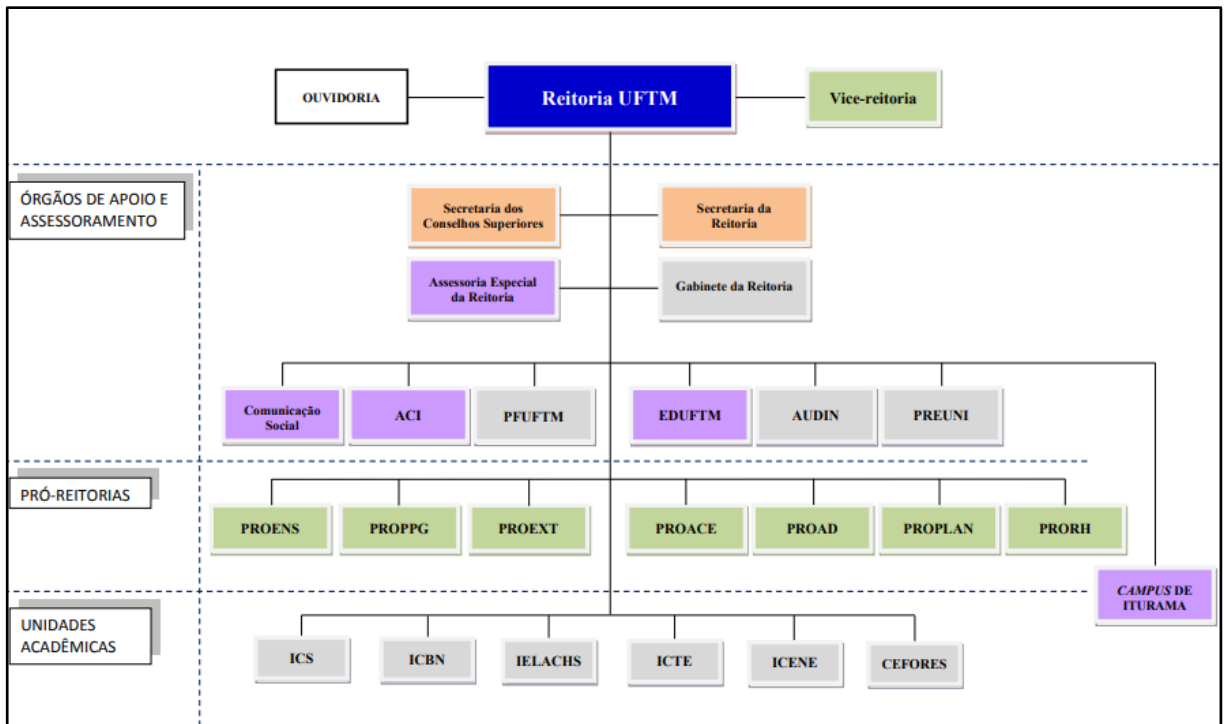 OUVIDORIA
Reitoria UFTM
Vice-reitoria
ÓRGÃOS DE APOIO E
ASSESSORAMENTO
Secretaria dos
Conselhos Superiores
Secretaria da
Reitoria
Assessoria Especial
da Reitoria
Gabinete da Reitoria
Comunicação
Social
ACI
PFUFTM
EDUFTM
AUDIN
PREUNI
PRÓ-REITORIAS
PROENS
PROPPG
PROEXT
PROACE
PROAD
PROPLAN
PRORH
CAMPUS DE
ITURAMA
UNIDADES
ACADÊMICAS
ICS
ICBN
IELACHS
ICTE
ICENE
CEFORES